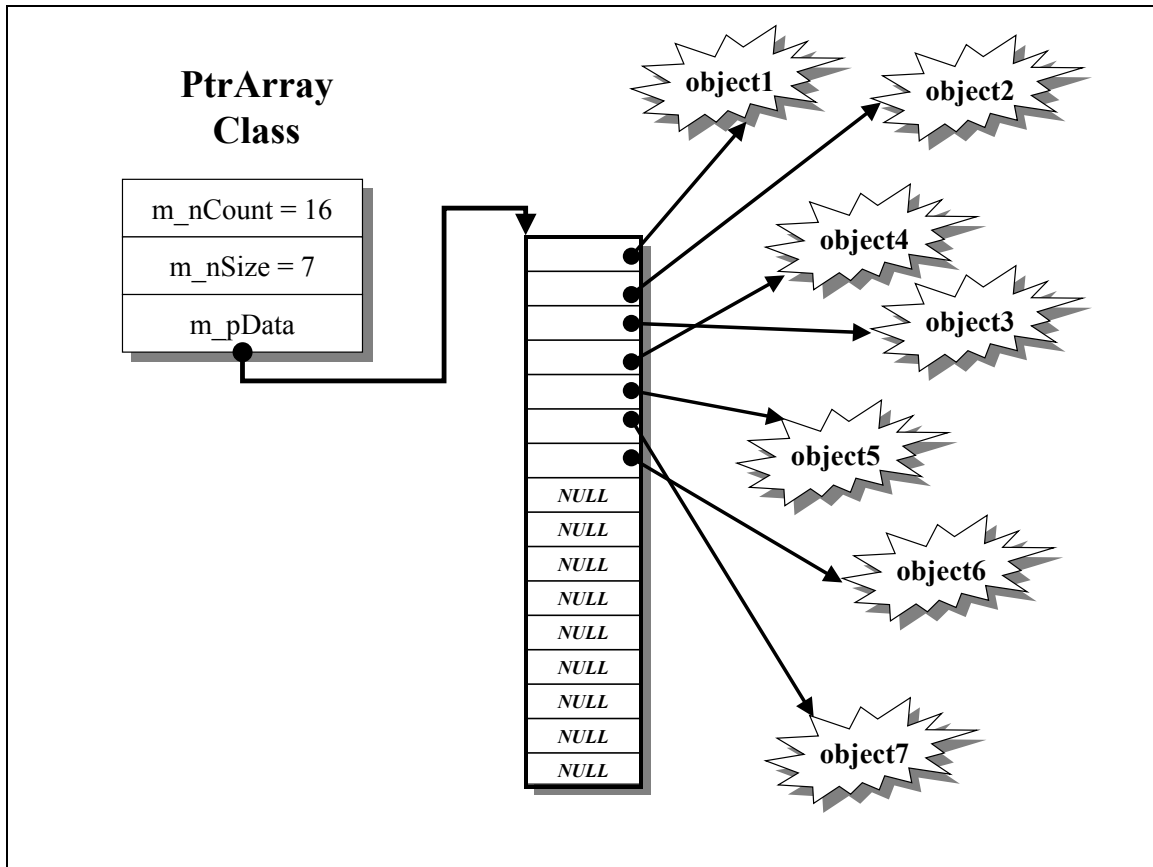 PtrArray
Class
m_nCount = 16
m_nSize = 7
m_pData
NULL
NULL
NULL
NULL
NULL
NULL
NULL
NULL
NULL
object1
object2
object4
object3
object5
object6
object7